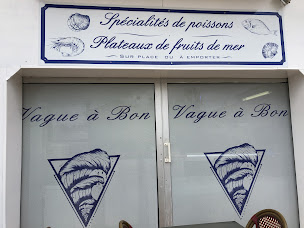 Spécialités de poissons
Plateaux de fruits de mer
SUR PLACE OU A EMPORTER
Vague à Bon
Vague à Bon